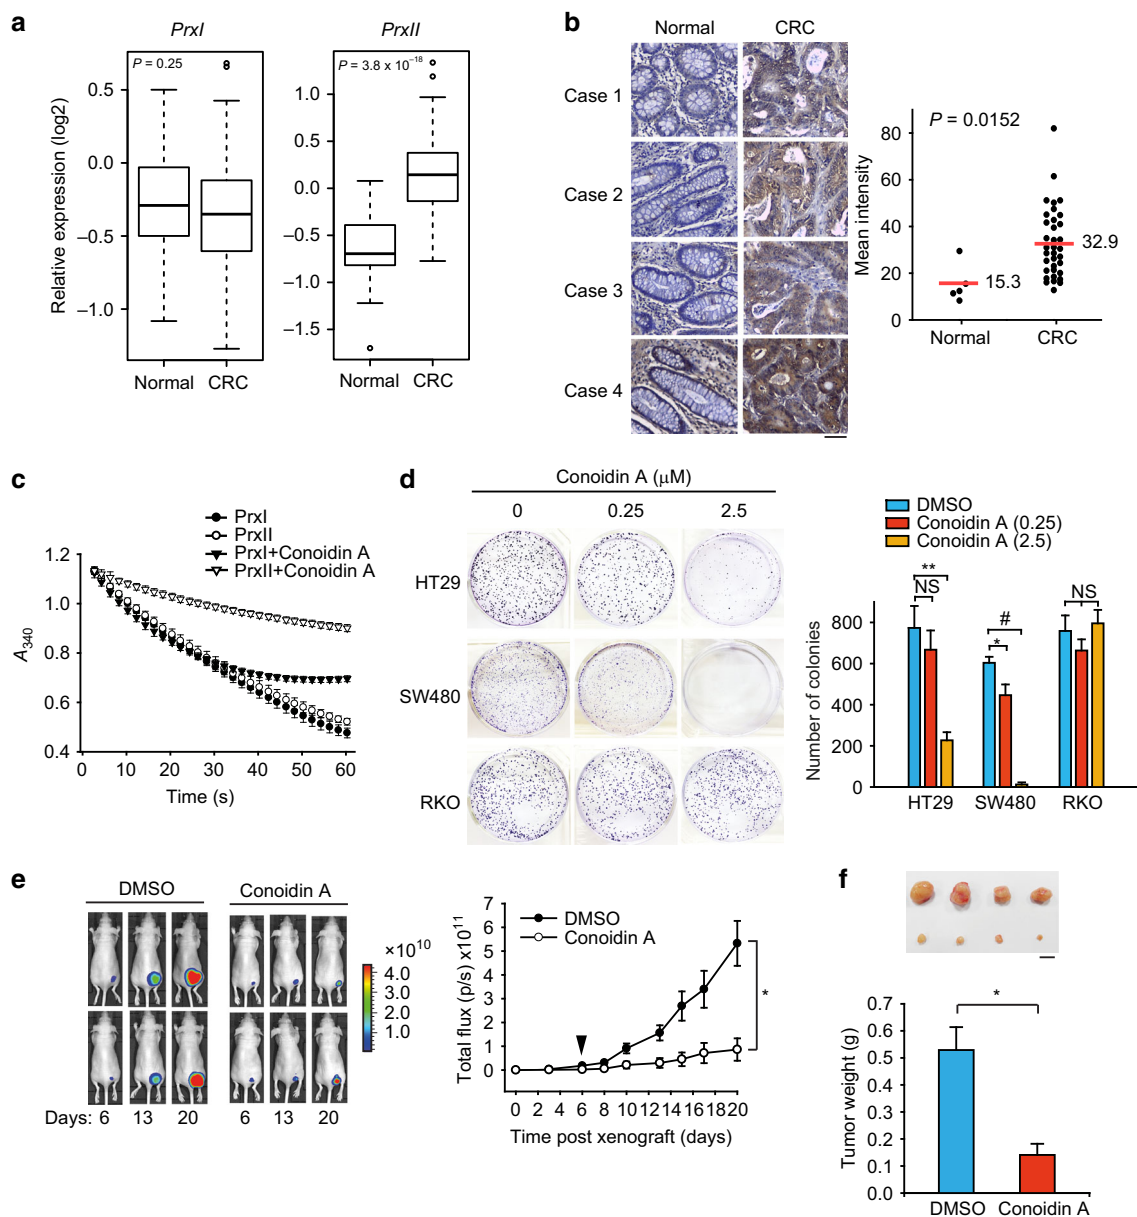 a
PrxI
PrxII
Relative expression (log2)
P = 0.25
0.5
0.0
−0.5
−1.0
Normal CRC
P = 3.8 x 10⁻¹⁸
1.0
0.5
0.0
−0.5
−1.0
−1.5
Normal CRC
b
Normal CRC
Case 1
Case 2
Case 3
Case 4
P = 0.0152
Mean intensity
80
60
40
20
0
15.3
32.9
Normal CRC
c
PrxI
PrxII
PrxI+Conoidin A
PrxII+Conoidin A
A₃₄₀
1.2
1.0
0.8
0.6
0.4
0 10 20 30 40 50 60
Time (s)
d
Conoidin A (μM)
0 0.25 2.5
HT29
SW480
RKO
DMSO
Conoidin A (0.25)
Conoidin A (2.5)
Number of colonies
800
600
400
200
0
**
NS
#
*
NS
HT29 SW480 RKO
e
DMSO Conoidin A
×10¹⁰
4.0
3.0
2.0
1.0
Days: 6 13 20 6 13 20
Total flux (p/s) x10¹¹
7
6
5
4
3
2
1
0
DMSO
Conoidin A
*
0 2 4 6 8 10 12 14 16 18 20
Time post xenograft (days)
f
Tumor weight (g)
0.7
0.6
0.5
0.4
0.3
0.2
0.1
0.0
*
DMSO Conoidin A